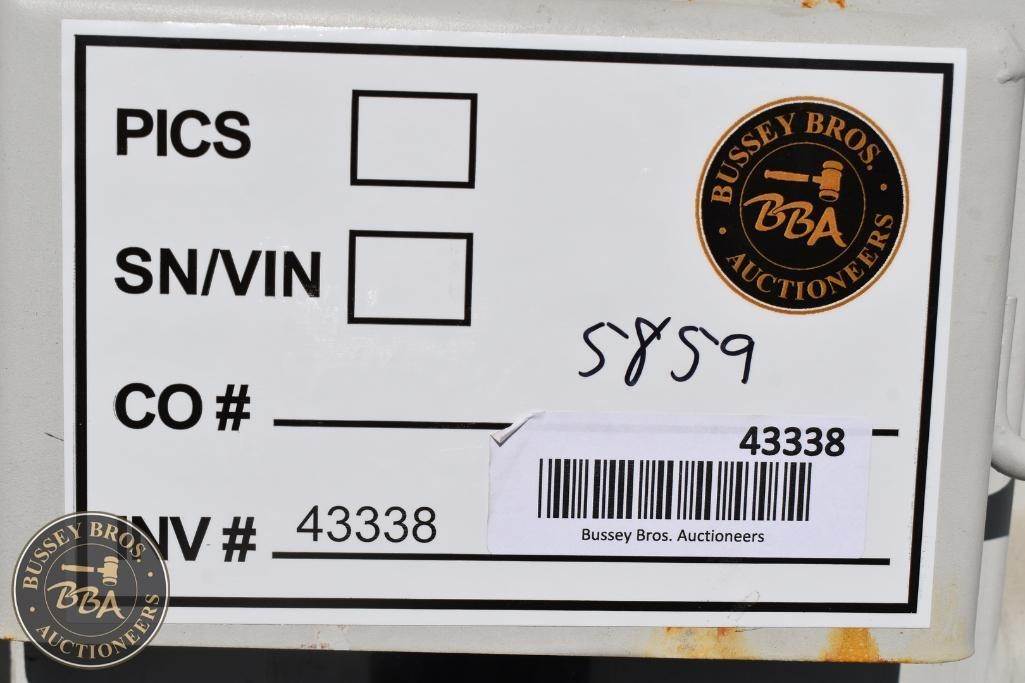 PICS
BUSSEY BROS.
BBA
AUCTIONEERS
SN/VIN
5859
CO #
43338
Bussey Bros. Auctioneers
INV # 43338
BUSSEY BROS.
BBA
AUCTIONEERS